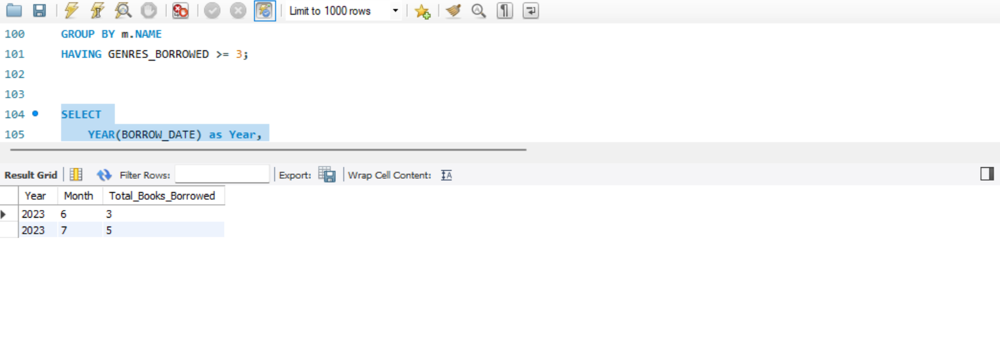 Limit to 1000 rows
100 GROUP BY m.NAME
101 HAVING GENRES_BORROWED >= 3;
102
103
104 SELECT
105 YEAR(BORROW_DATE) as Year,
Result Grid Filter Rows: Export: Wrap Cell Content:
Year Month Total_Books_Borrowed
2023 6 3
2023 7 5